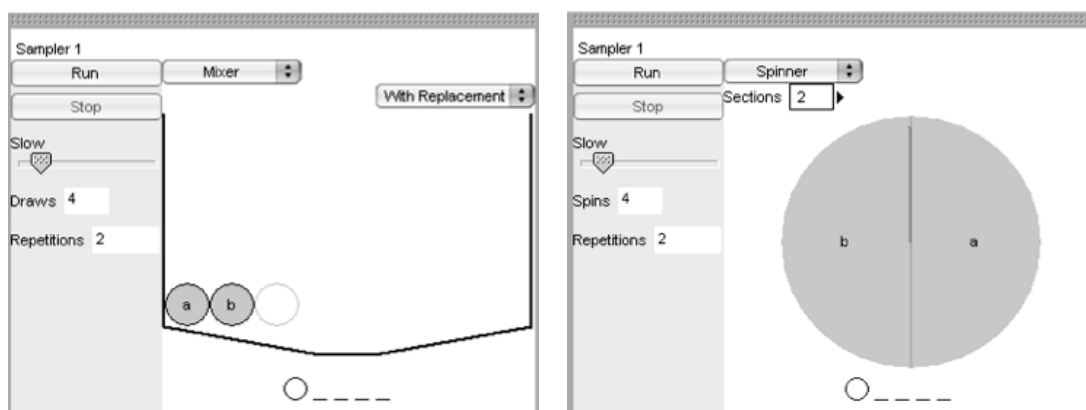 Sampler 1
Run
Mixer
Stop
With Replacement
Slow
Draws 4
Repetitions 2
a b
Sampler 1
Run
Spinner
Stop
Sections 2
Slow
Spins 4
Repetitions 2
b a